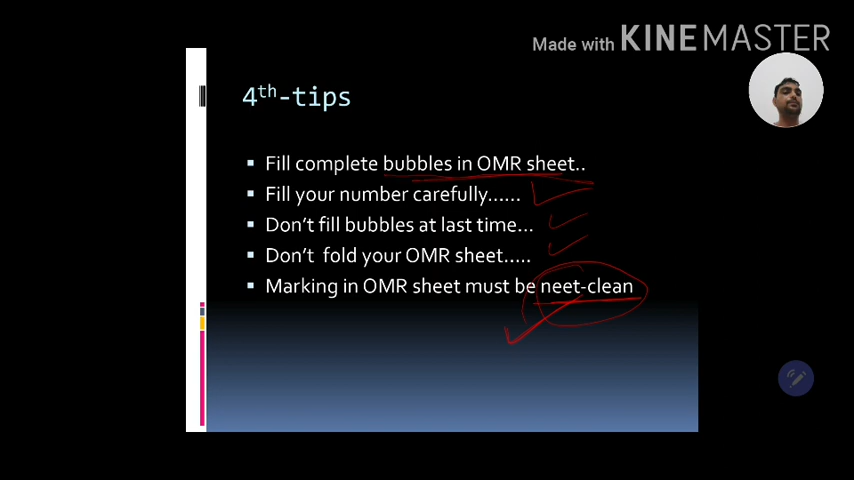 Made with KINEMASTER
4th-tips
Fill complete bubbles in OMR sheet..
Fill your number carefully......
Don't fill bubbles at last time...
Don't fold your OMR sheet.....
Marking in OMR sheet must be neet-clean